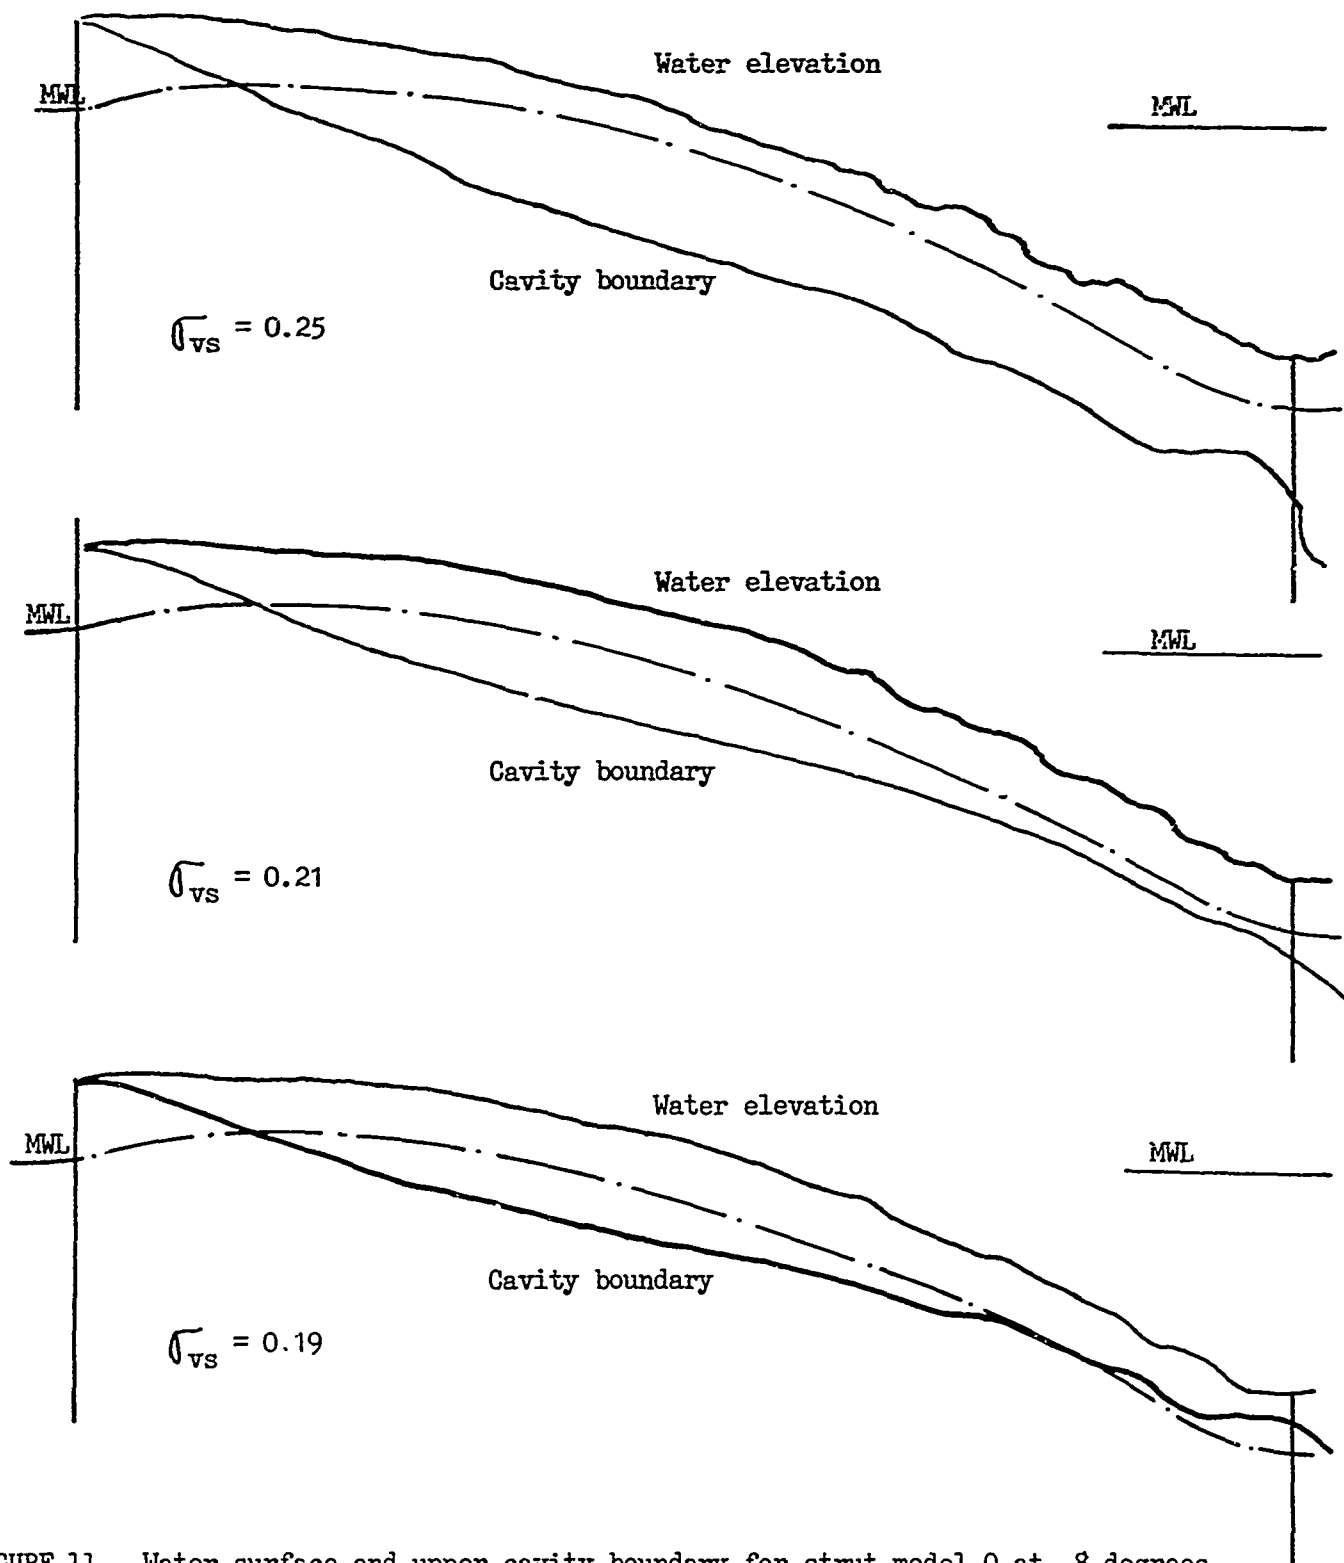 Water elevation
MWL
MWL
Cavity boundary
σvs = 0.25
Water elevation
MWL
MWL
Cavity boundary
σvs = 0.21
Water elevation
MWL
MWL
Cavity boundary
σvs = 0.19
11 Water surface and upper cavity boundary for strut model 0 at 8 degrees